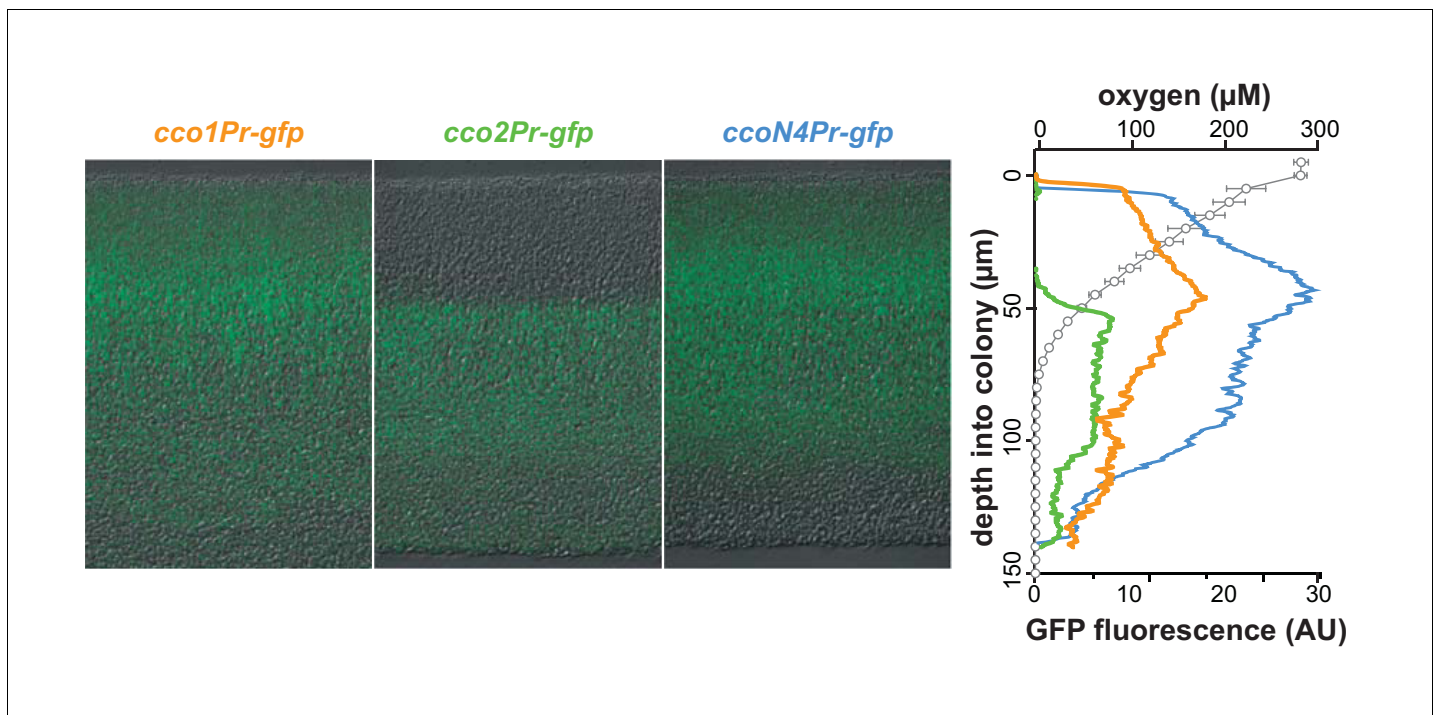 cco1Pr-gfp
cco2Pr-gfp
ccoN4Pr-gfp
oxygen (µM)
0 100 200 300
depth into colony (µm)
0
50
100
150
0 10 20 30
GFP fluorescence (AU)